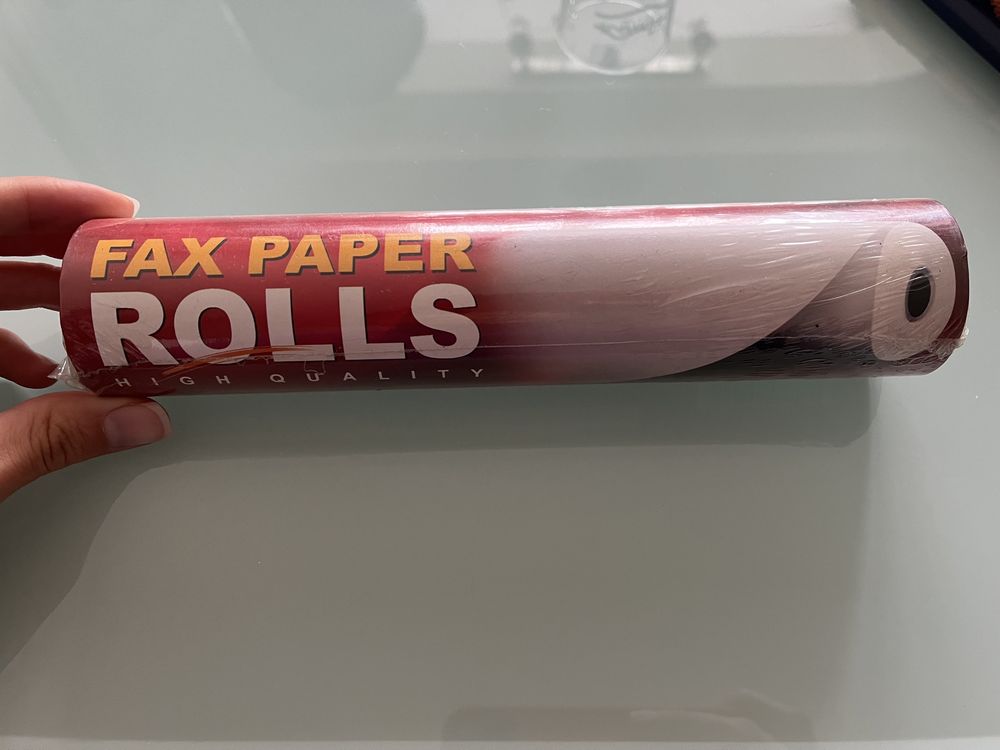 FAX PAPER
ROLLS
HIGH QUALITY